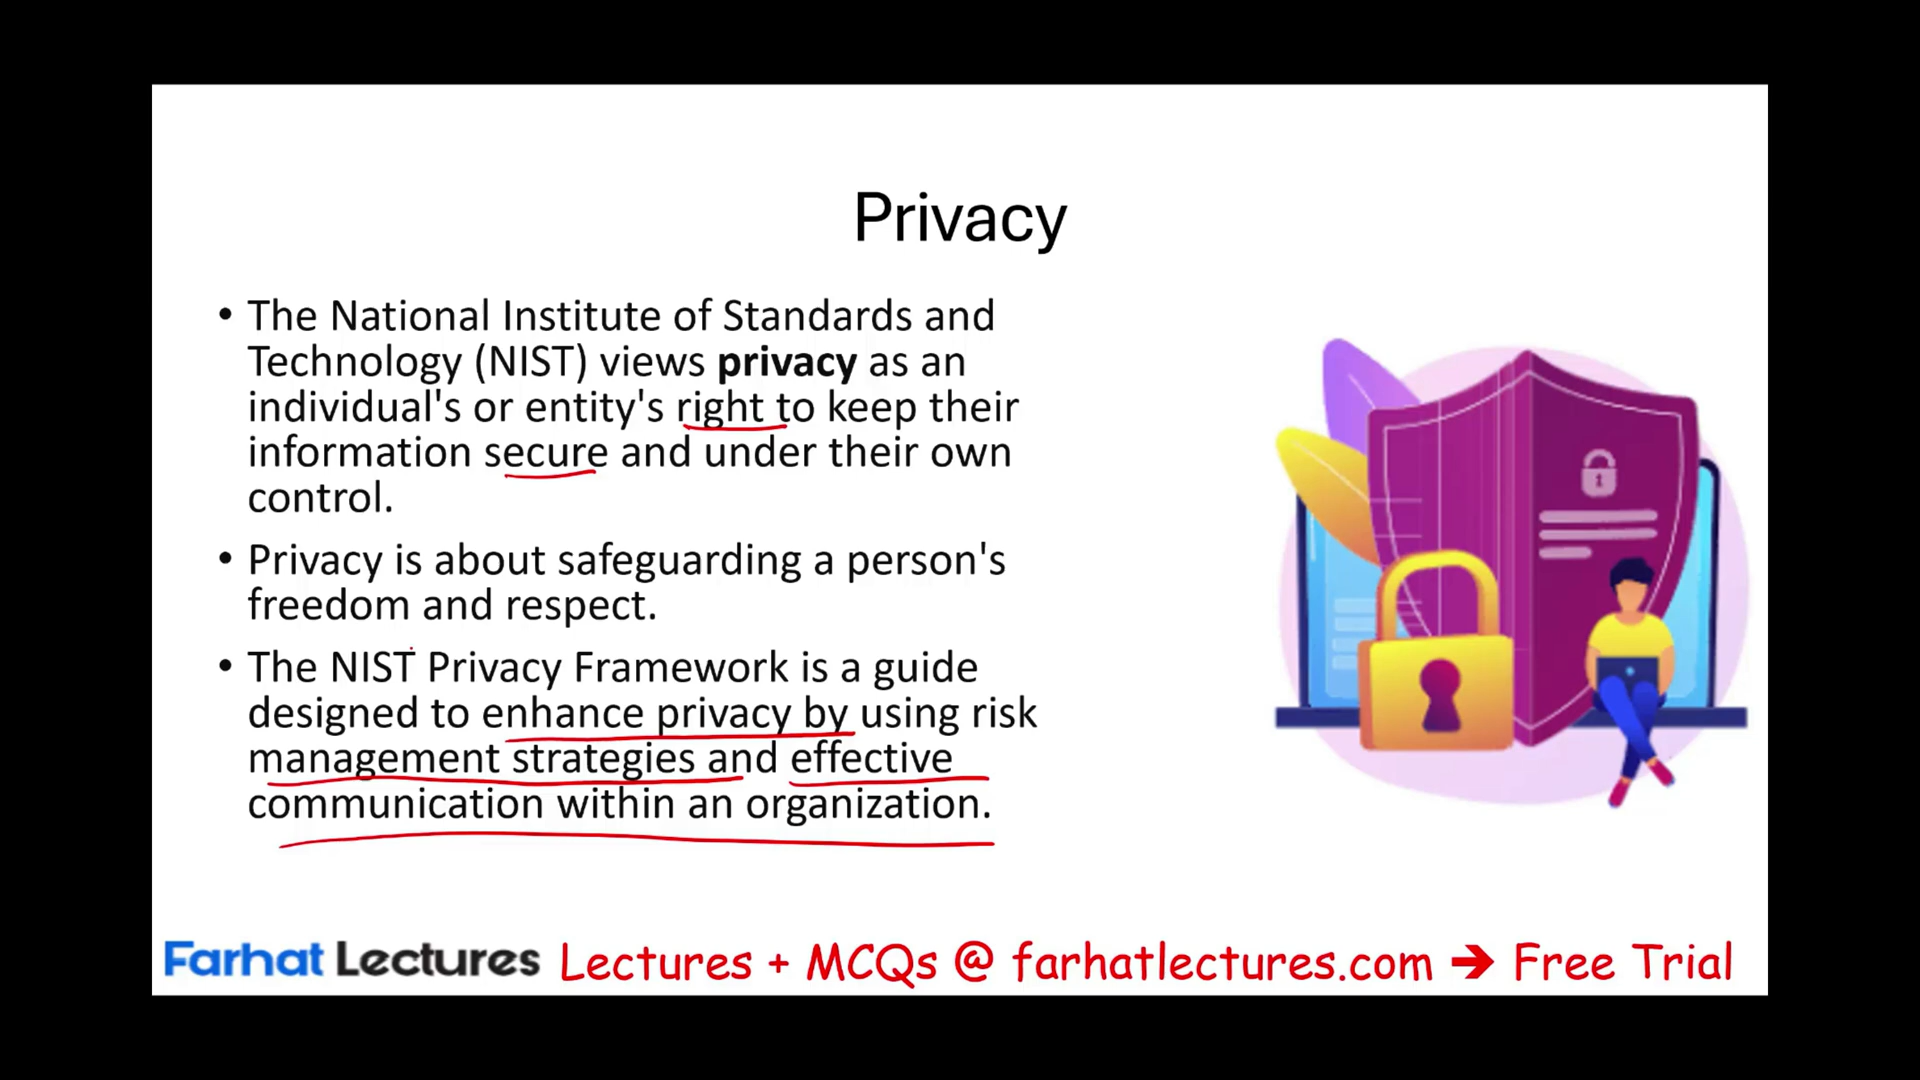 Privacy
• The National Institute of Standards and
Technology (NIST) views privacy as an
individual's or entity's right to keep their
information secure and under their own
control.
• Privacy is about safeguarding a person's
freedom and respect.
• The NIST Privacy Framework is a guide
designed to enhance privacy by using risk
management strategies and effective
communication within an organization.
Farhat Lectures Lectures + MCQs @ farhatlectures.com → Free Trial